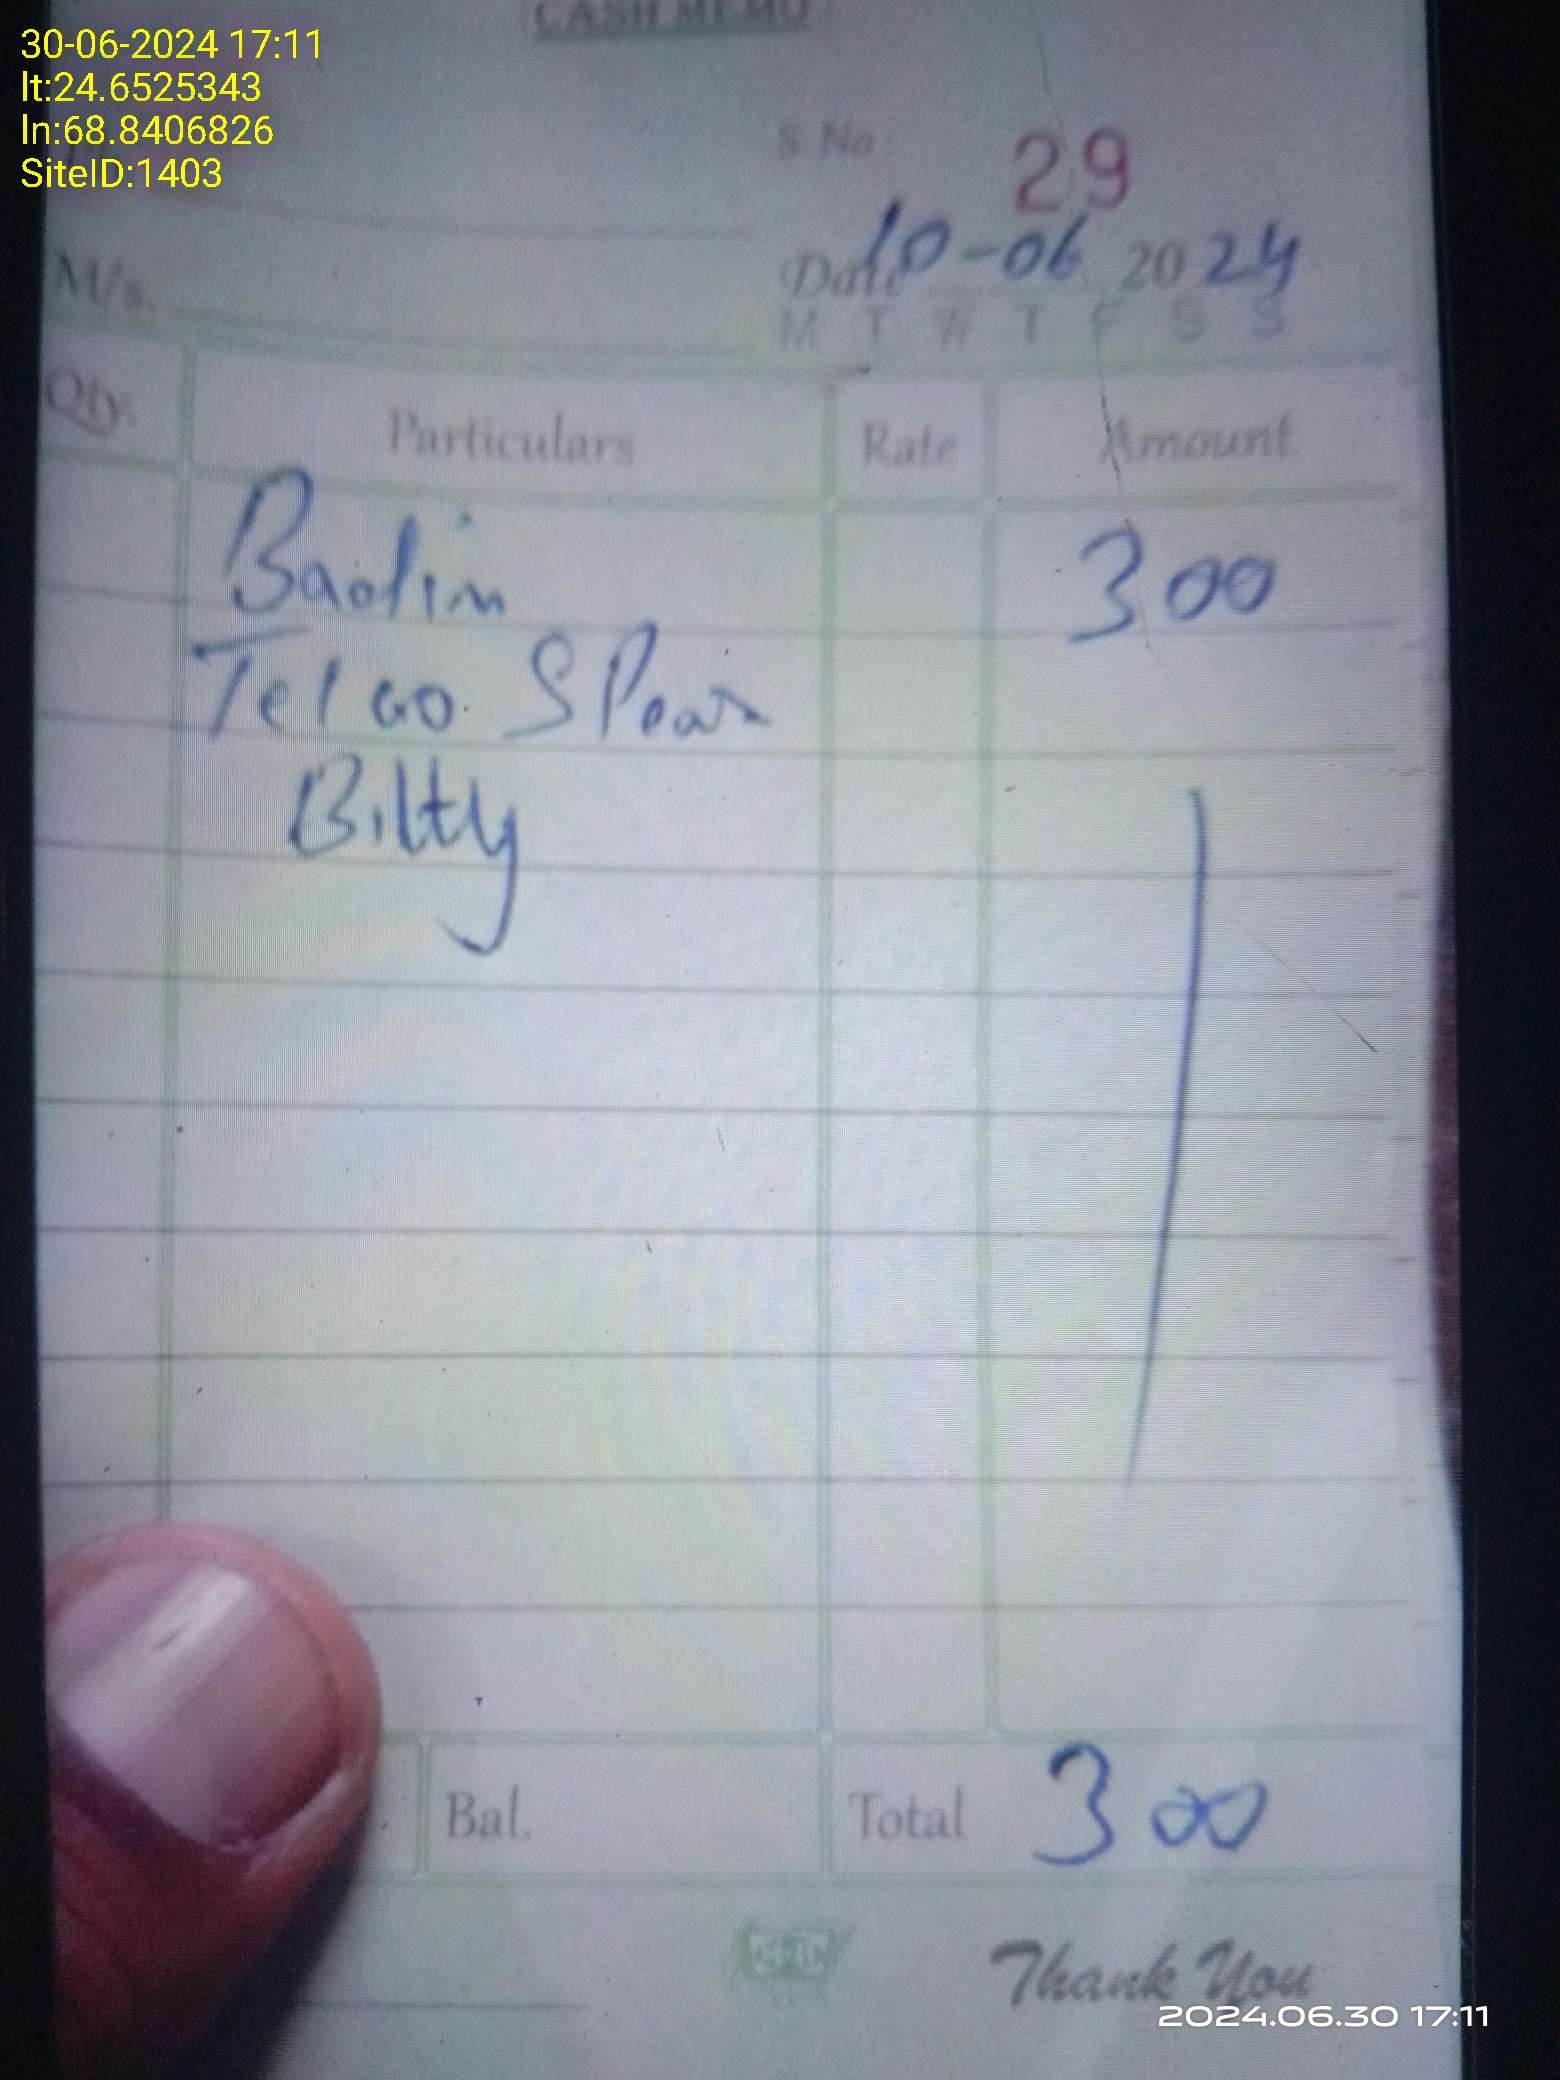 CASH MEMO
30-06-2024 17:11
lt:24.6525343
ln:68.8406826
SiteID:1403
S.No 29
Date 10-06 2024
M/s.
M T W T F S S
Qty. Particulars Rate Amount
Badin 300
Telco SPear
Bilty
Bal. Total 300
Thank You
2024.06.30 17:11